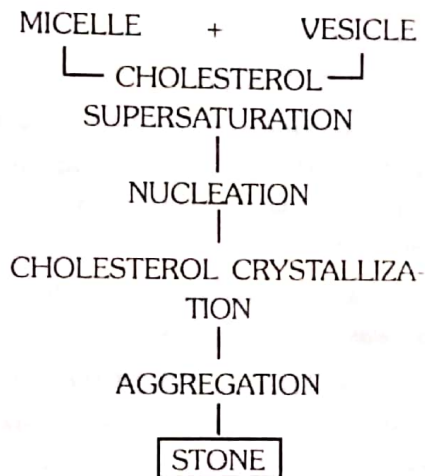 MICELLE + VESICLE
CHOLESTEROL
SUPERSATURATION
NUCLEATION
CHOLESTEROL CRYSTALLIZA-
TION
AGGREGATION
STONE